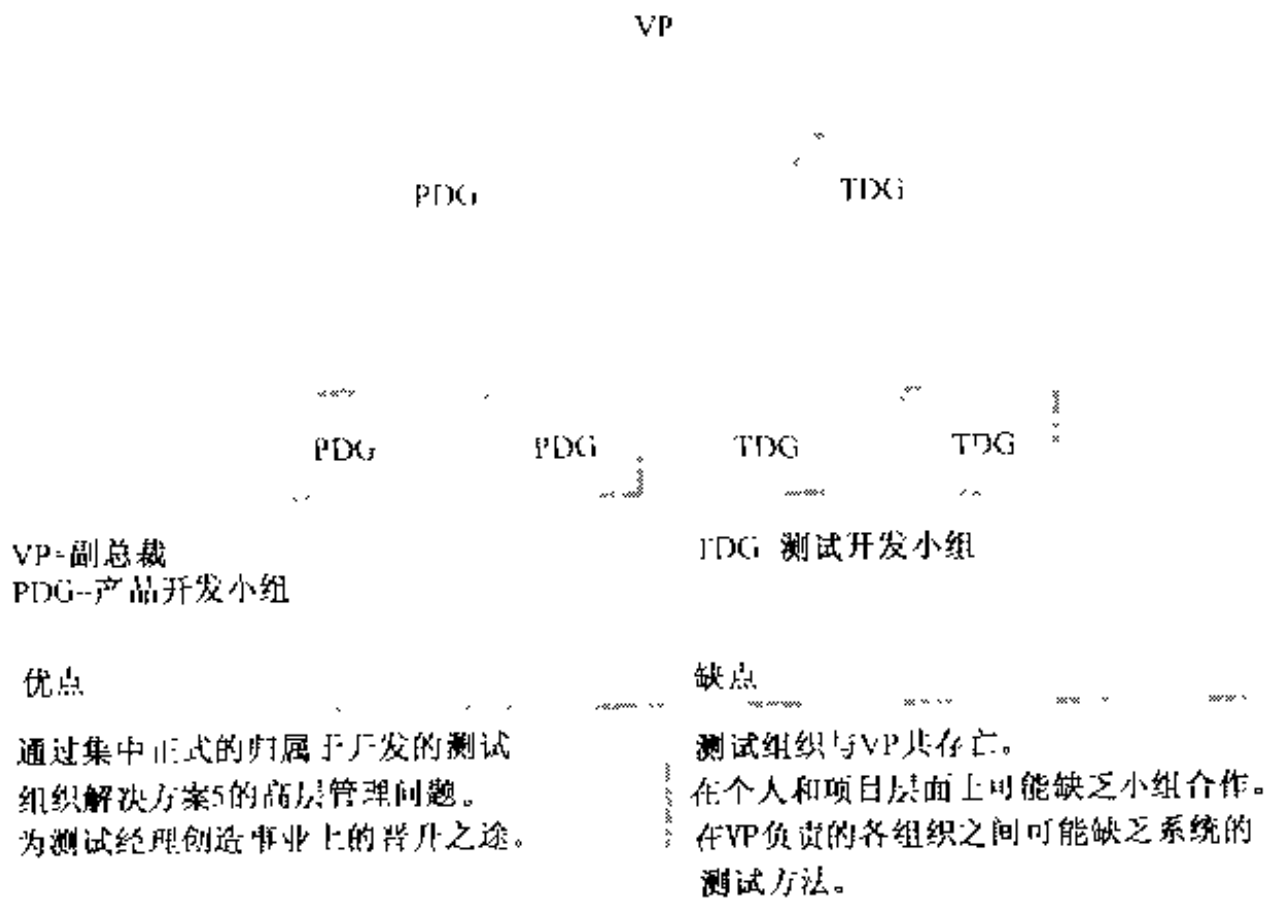 VP
PDG TDG
PDG PDG TDG TDG
VP-副总裁 TDG 测试开发小组
PDG--产品开发小组
优点
通过集中正式的归属于开发的测试
组织解决方案5的高层管理问题。
为测试经理创造事业上的晋升之途。
缺点
测试组织与VP共存亡。
在个人和项目层面上可能缺乏小组合作。
在VP负责的各组织之间可能缺乏系统的
测试方法。